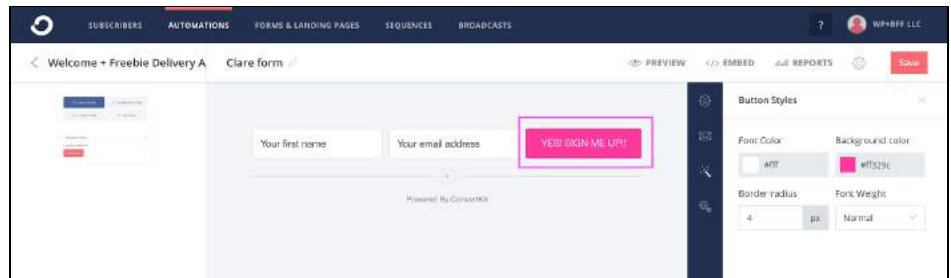 SUBSCRIBERS AUTOMATIONS FORMS & LANDING PAGES SEQUENCES BROADCASTS ? WP+BFF LLC
Welcome + Freebie Delivery A Clare form PREVIEW </> EMBED REPORTS Save
Button Styles
Your first name Your email address YES! SIGN ME UP!!
Font Color Background color
#fff #ff329c
Powered By ConvertKit
Border radius Font Weight
4 px Normal